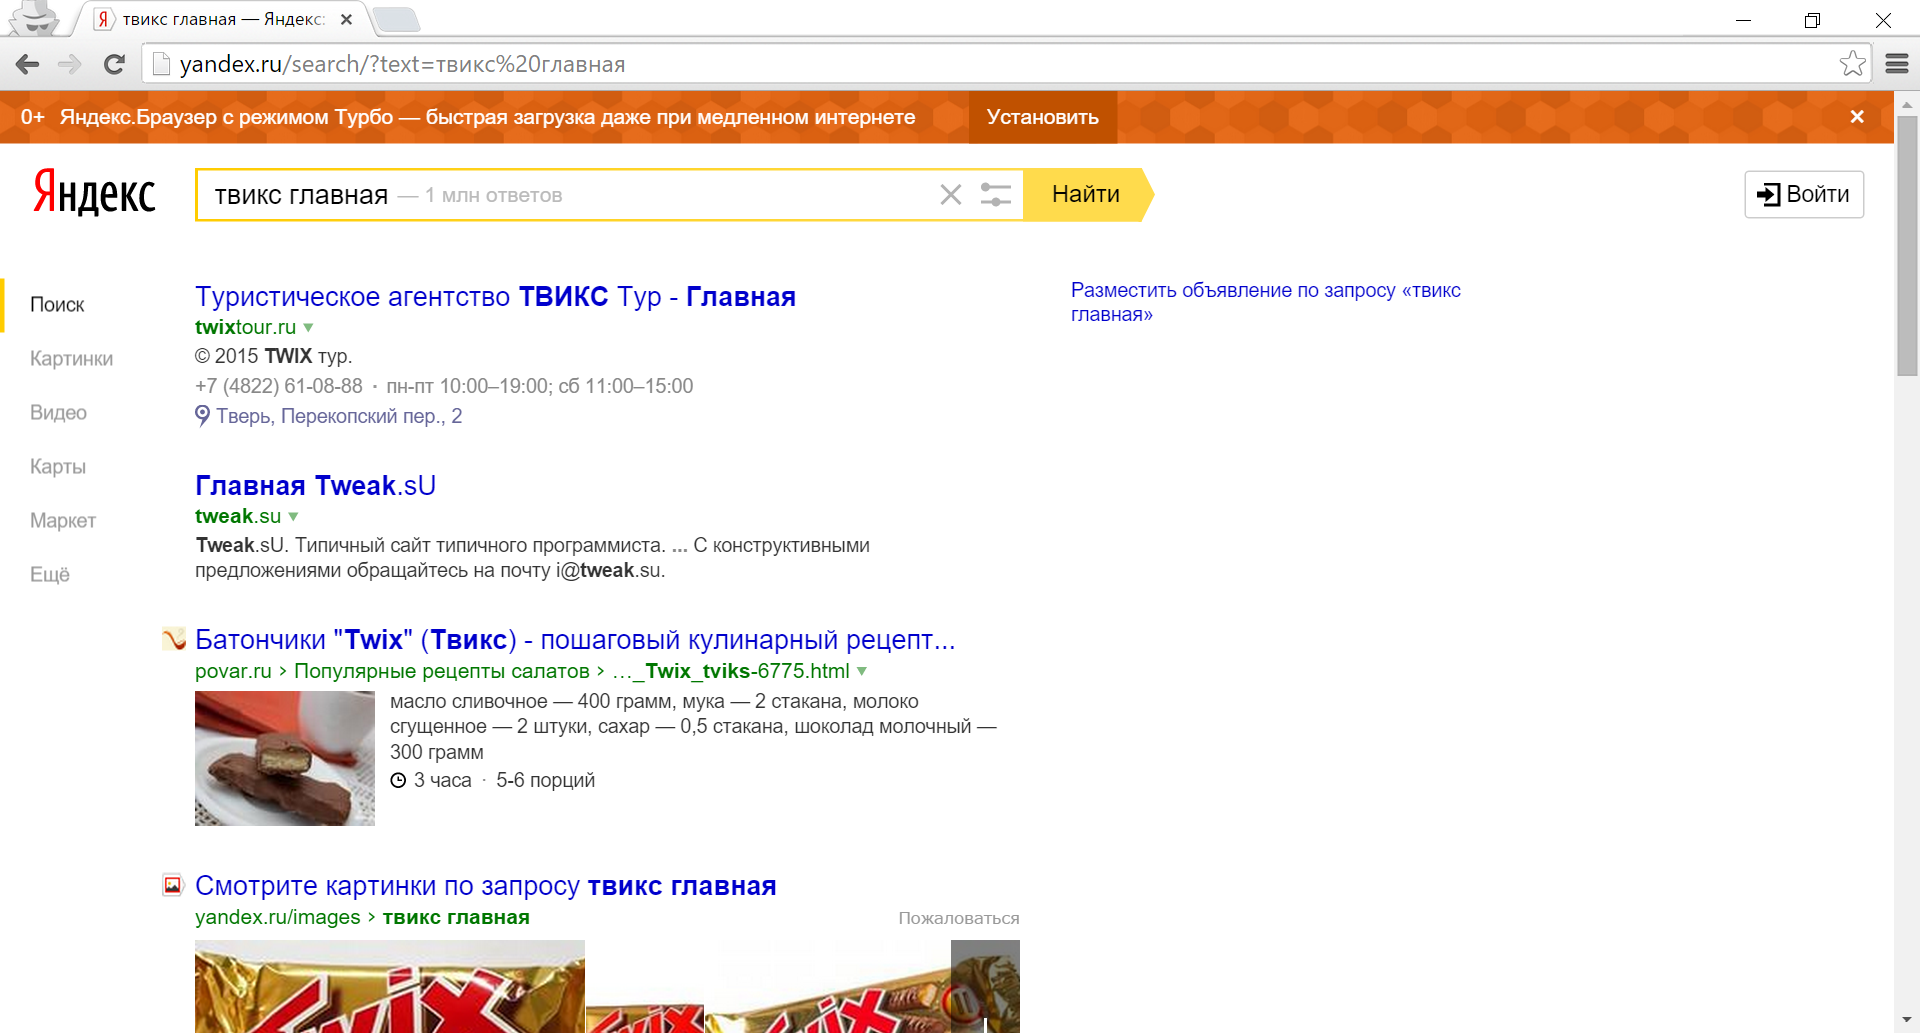 твикс главная — Яндекс:
yandex.ru/search/?text=твикс%20главная
0+ Яндекс.Браузер с режимом Турбо — быстрая загрузка даже при медленном интернете Установить
Яндекс
твикс главная — 1 млн ответов
Найти
Войти
Поиск
Картинки
Видео
Карты
Маркет
Ещё
Туристическое агентство ТВИКС Тур - Главная
twixtour.ru
© 2015 TWIX тур.
+7 (4822) 61-08-88 · пн-пт 10:00–19:00; сб 11:00–15:00
Тверь, Перекопский пер., 2
Главная Tweak.sU
tweak.su
Tweak.sU. Типичный сайт типичного программиста. ... С конструктивными
предложениями обращайтесь на почту i@tweak.su.
Батончики "Twix" (Твикс) - пошаговый кулинарный рецепт...
povar.ru › Популярные рецепты салатов › …_Twix_tviks-6775.html
масло сливочное — 400 грамм, мука — 2 стакана, молоко
сгущенное — 2 штуки, сахар — 0,5 стакана, шоколад молочный —
300 грамм
3 часа · 5-6 порций
Смотрите картинки по запросу твикс главная
yandex.ru/images › твикс главная
Пожаловаться
Twix
Разместить объявление по запросу «твикс
главная»